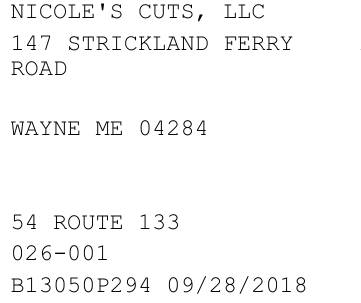 NICOLE'S CUTS, LLC
147 STRICKLAND FERRY
ROAD
WAYNE ME 04284
54 ROUTE 133
026-001
B13050P294 09/28/2018